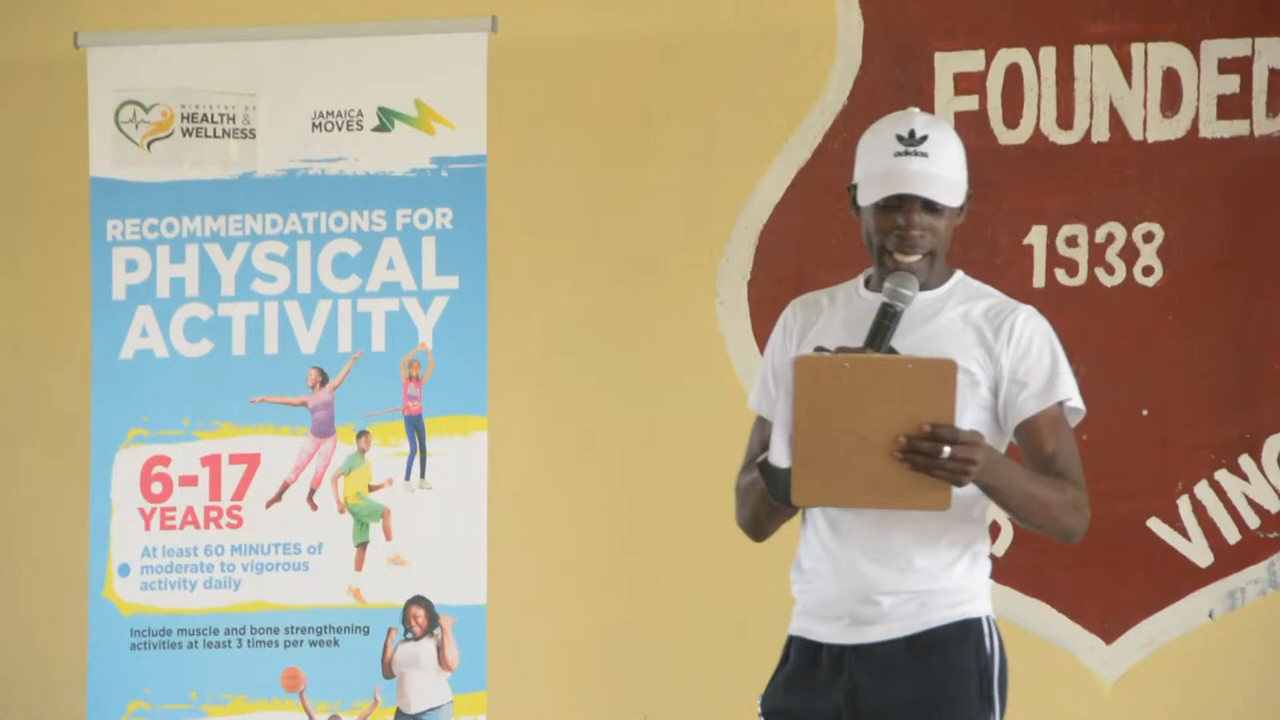 MINISTRY OF
HEALTH &
WELLNESS
JAMAICA
MOVES
RECOMMENDATIONS FOR
PHYSICAL
ACTIVITY
6-17
YEARS
At least 60 MINUTES of
moderate to vigorous
activity daily
Include muscle and bone strengthening
activities at least 3 times per week
adidas
FOUNDED
1938
VINC